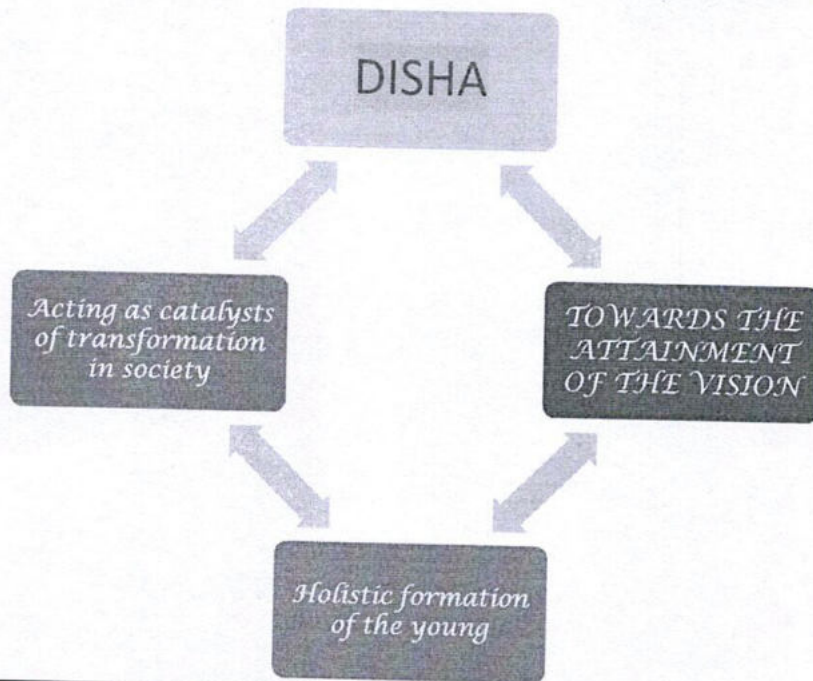 DISHA
Acting as catalysts
of transformation
in society
TOWARDS THE
ATTAINMENT
OF THE VISION
Holistic formation
of the young